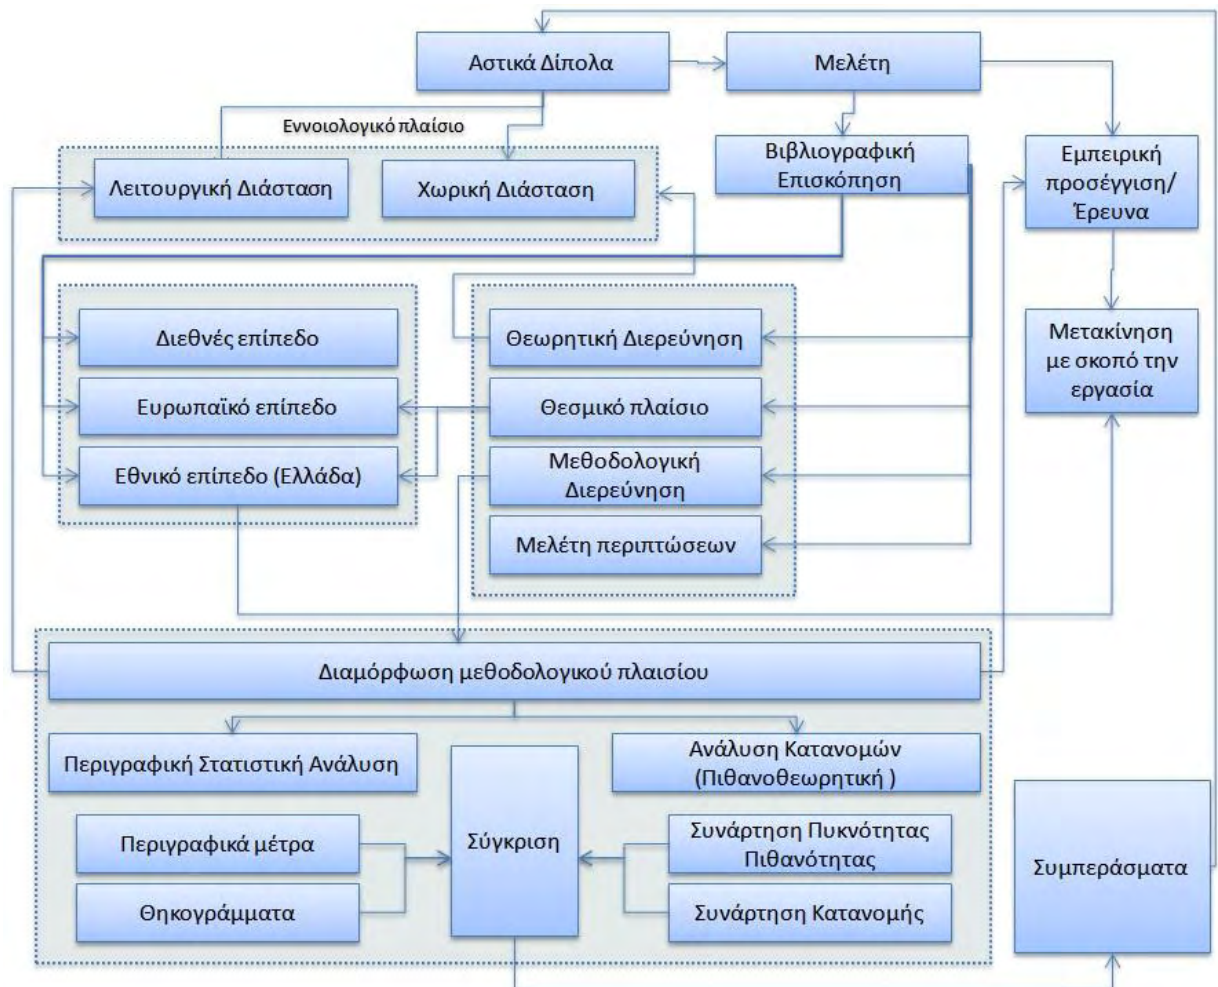 Αστικά Δίπολα
Μελέτη
Εννοιολογικό πλαίσιο
Λειτουργική Διάσταση
Χωρική Διάσταση
Βιβλιογραφική
Επισκόπηση
Εμπειρική
προσέγγιση/
Έρευνα
Διεθνές επίπεδο
Ευρωπαϊκό επίπεδο
Εθνικό επίπεδο (Ελλάδα)
Θεωρητική Διερεύνηση
Θεσμικό πλαίσιο
Μεθοδολογική
Διερεύνηση
Μελέτη περιπτώσεων
Μετακίνηση
με σκοπό την
εργασία
Διαμόρφωση μεθοδολογικού πλαισίου
Περιγραφική Στατιστική Ανάλυση
Ανάλυση Κατανομών
(Πιθανοθεωρητική )
Περιγραφικά μέτρα
Θηκογράμματα
Σύγκριση
Συνάρτηση Πυκνότητας
Πιθανότητας
Συνάρτηση Κατανομής
Συμπεράσματα